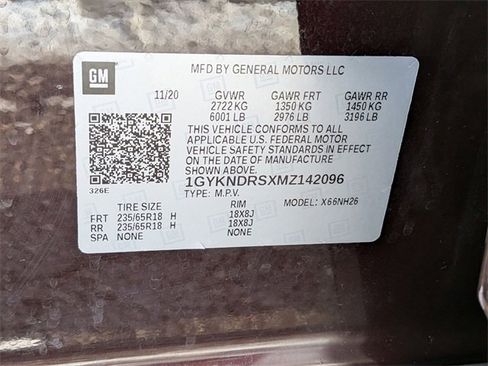 GM
MFD BY GENERAL MOTORS LLC
11/20 GVWR GAWR FRT GAWR RR
2722 KG 1350 KG 1450 KG
6001 LB 2976 LB 3196 LB
THIS VEHICLE CONFORMS TO ALL
APPLICABLE U.S. FEDERAL MOTOR
VEHICLE SAFETY STANDARDS IN EFFECT
ON THE DATE OF MANUFACTURE
SHOWN ABOVE.
326E
1GYKNDRSXMZ142096
TYPE: M.P.V. MODEL: X66NH26
TIRE SIZE RIM
FRT 235/65R18 H 18X8J
RR 235/65R18 H 18X8J
SPA NONE NONE